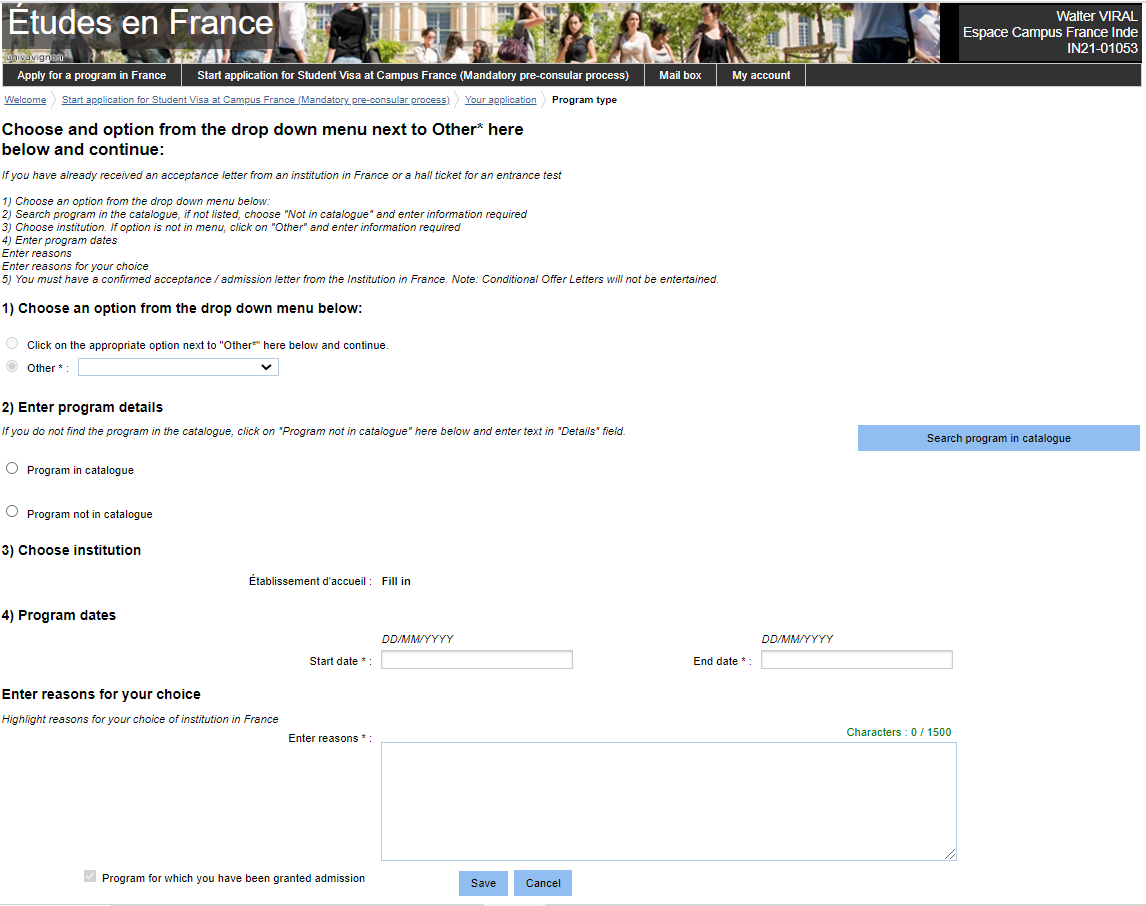 Études en France
univavignon
Walter VIRAL
Espace Campus France Inde
IN21-01053
Apply for a program in France
Start application for Student Visa at Campus France (Mandatory pre-consular process)
Mail box
My account
Welcome
Start application for Student Visa at Campus France (Mandatory pre-consular process)
Your application
Program type
Choose and option from the drop down menu next to Other* here
below and continue:
If you have already received an acceptance letter from an institution in France or a hall ticket for an entrance test
1) Choose an option from the drop down menu below:
2) Search program in the catalogue, if not listed, choose "Not in catalogue" and enter information required
3) Choose institution. If option is not in menu, click on "Other" and enter information required
4) Enter program dates
Enter reasons
Enter reasons for your choice
5) You must have a confirmed acceptance / admission letter from the Institution in France. Note: Conditional Offer Letters will not be entertained.
1) Choose an option from the drop down menu below:
Click on the appropriate option next to "Other*" here below and continue.
Other * :
2) Enter program details
If you do not find the program in the catalogue, click on "Program not in catalogue" here below and enter text in "Details" field.
Search program in catalogue
Program in catalogue
Program not in catalogue
3) Choose institution
Établissement d'accueil : Fill in
4) Program dates
DD/MM/YYYY
DD/MM/YYYY
Start date * :
End date * :
Enter reasons for your choice
Highlight reasons for your choice of institution in France
Characters : 0 / 1500
Enter reasons * :
Program for which you have been granted admission
Save
Cancel